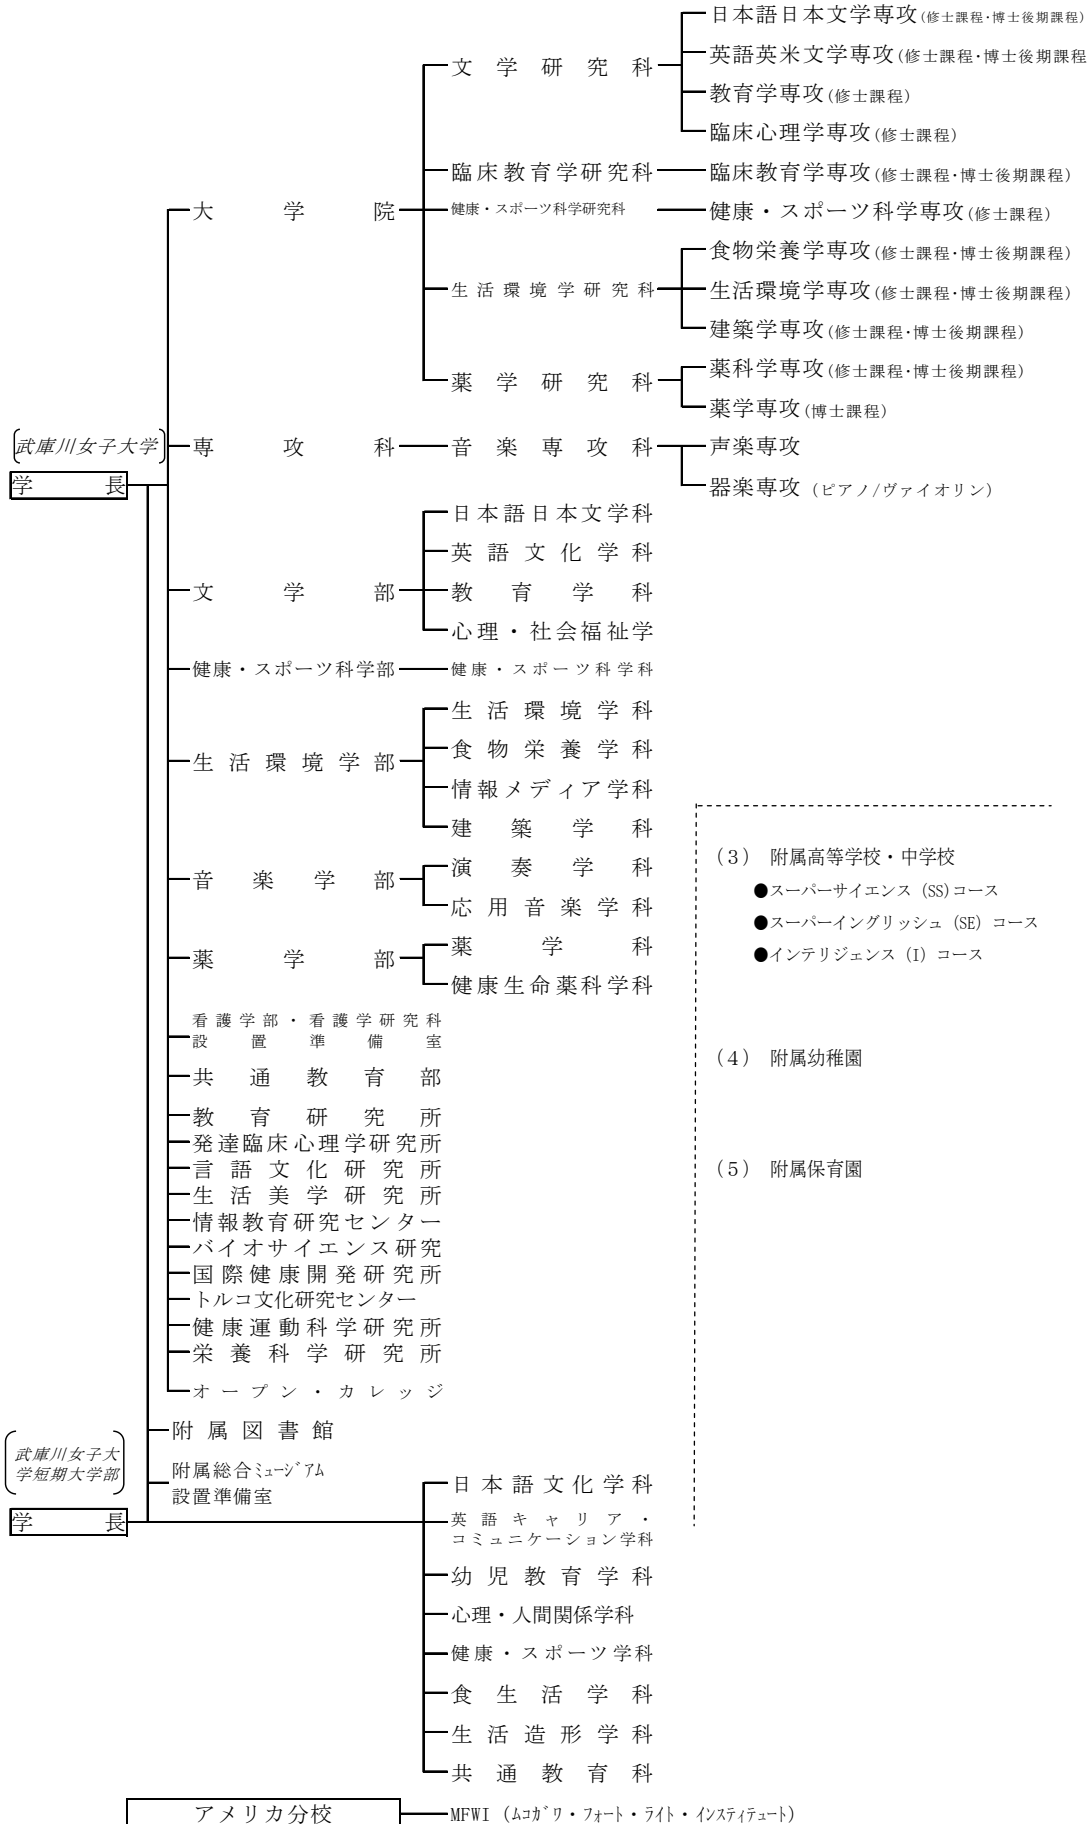 日本語日本文学専攻(修士課程・博士後期課程)
文学研究科
英語英米文学専攻(修士課程・博士後期課程
教育学専攻(修士課程)
臨床心理学専攻(修士課程)
臨床教育学研究科
臨床教育学専攻(修士課程・博士後期課程)
大学院
健康・スポーツ科学研究科
健康・スポーツ科学専攻(修士課程)
食物栄養学専攻(修士課程・博士後期課程)
生活環境学研究科
生活環境学専攻(修士課程・博士後期課程)
建築学専攻(修士課程・博士後期課程)
薬学研究科
薬科学専攻(修士課程・博士後期課程)
薬学専攻(博士課程)
武庫川女子大学
学長
専攻科
音楽専攻科
声楽専攻
器楽専攻（ピアノ/ヴァイオリン）
文学部
日本語日本文学科
英語文化学科
教育学科
心理・社会福祉学
健康・スポーツ科学部
健康・スポーツ科学科
生活環境学部
生活環境学科
食物栄養学科
情報メディア学科
建築学科
音楽学部
演奏学科
応用音楽学科
薬学部
薬学科
健康生命薬科学科
看護学部・看護学研究科
設置準備室
共通教育部
教育研究所
発達臨床心理学研究所
言語文化研究所
生活美学研究所
情報教育研究センター
バイオサイエンス研究
国際健康開発研究所
トルコ文化研究センター
健康運動科学研究所
栄養科学研究所
オープン・カレッジ
附属図書館
附属総合ﾐｭｰｼﾞｱﾑ
設置準備室
（3） 附属高等学校・中学校
●スーパーサイエンス（SS)コース
●スーパーイングリッシュ（SE）コース
●インテリジェンス（I）コース
（4） 附属幼稚園
（5） 附属保育園
武庫川女子大
学短期大学部
学長
日本語文化学科
英語キャリア・
コミュニケーション学科
幼児教育学科
心理・人間関係学科
健康・スポーツ学科
食生活学科
生活造形学科
共通教育科
アメリカ分校
MFWI（ﾑｺｶﾞﾜ・ﾌｫｰﾄ・ﾗｲﾄ・ｲﾝｽﾃｨﾃｭｰﾄ）